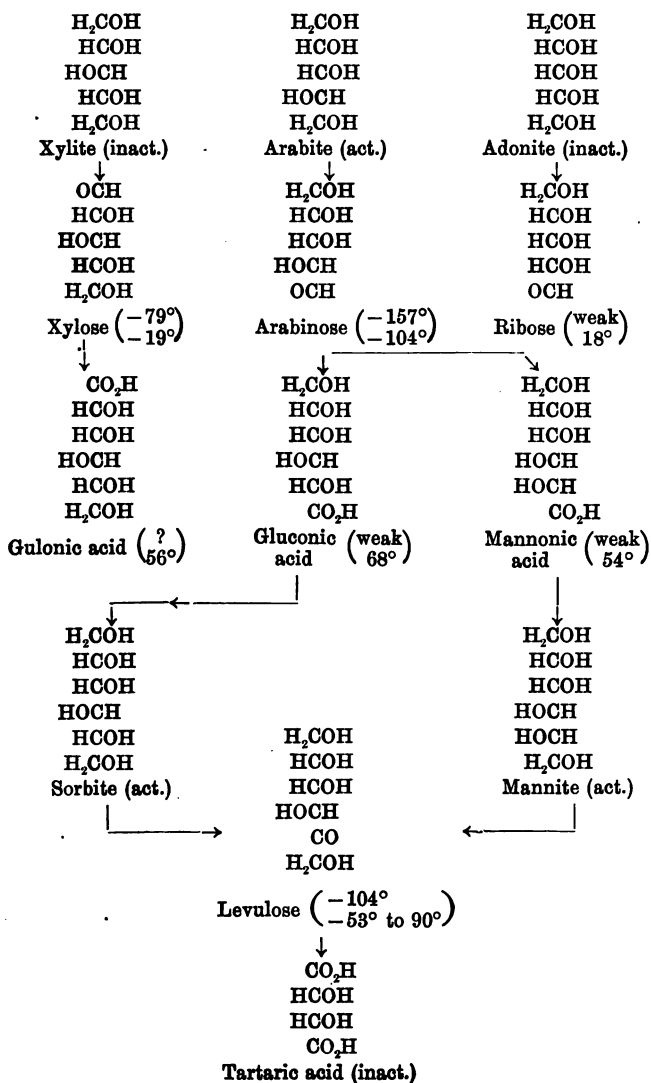 H₂COH H₂COH H₂COH
HCOH HCOH HCOH
HOCH HCOH HCOH
HCOH HOCH HCOH
H₂COH H₂COH H₂COH
Xylite (inact.) Arabite (act.) Adonite (inact.)
OCH H₂COH H₂COH
HCOH HCOH HCOH
HOCH HCOH HCOH
HCOH HOCH HCOH
H₂COH OCH OCH
Xylose (−79° −19°) Arabinose (−157° −104°) Ribose (weak 18°)
CO₂H H₂COH H₂COH
HCOH HCOH HCOH
HCOH HCOH HCOH
HOCH HOCH HOCH
HCOH HCOH HOCH
H₂COH CO₂H CO₂H
Gulonic acid (? 56°) Gluconic acid (weak 68°) Mannonic acid (weak 54°)
H₂COH H₂COH
HCOH HCOH
HCOH HCOH
HOCH HOCH
HCOH HOCH
H₂COH H₂COH
Sorbite (act.) Mannite (act.)
H₂COH
HCOH
HCOH
HOCH
CO
H₂COH
Levulose (−104° −53° to 90°)
CO₂H
HCOH
HCOH
CO₂H
Tartaric acid (inact.)